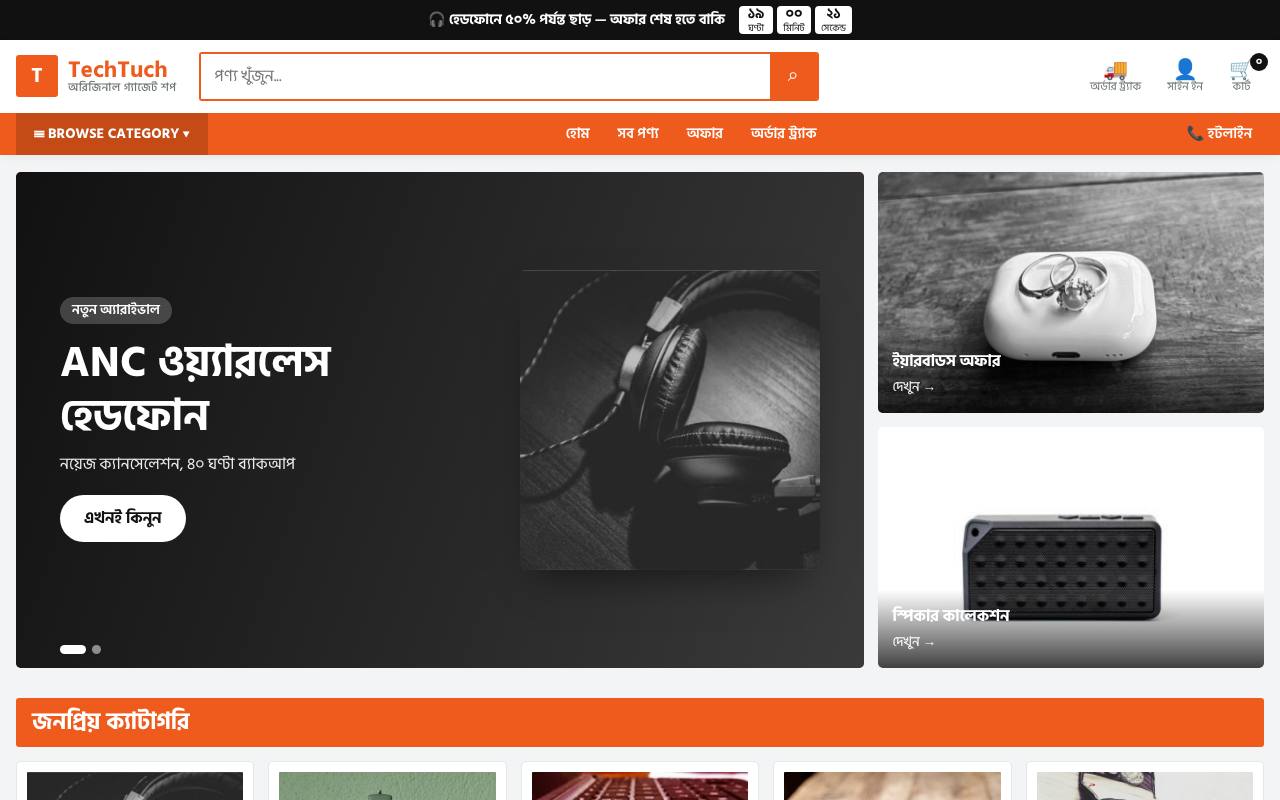 🎧 হেডফোনে ৫০% পর্যন্ত ছাড় — অফার শেষ হতে বাকি
১৯ ঘণ্টা
০০ মিনিট
২১ সেকেন্ড
T
TechTuch
অরিজিনাল গ্যাজেট শপ
পণ্য খুঁজুন...
অর্ডার ট্র্যাক
সাইন ইন
০
কার্ট
≡ BROWSE CATEGORY ▾
হোম
সব পণ্য
অফার
অর্ডার ট্র্যাক
📞 হটলাইন
নতুন অ্যারাইভাল
ANC ওয়্যারলেস
হেডফোন
নয়েজ ক্যানসেলেশন, ৪০ ঘণ্টা ব্যাকআপ
এখনই কিনুন
ইয়ারবাডস অফার
দেখুন →
স্পিকার কালেকশন
দেখুন →
জনপ্রিয় ক্যাটাগরি